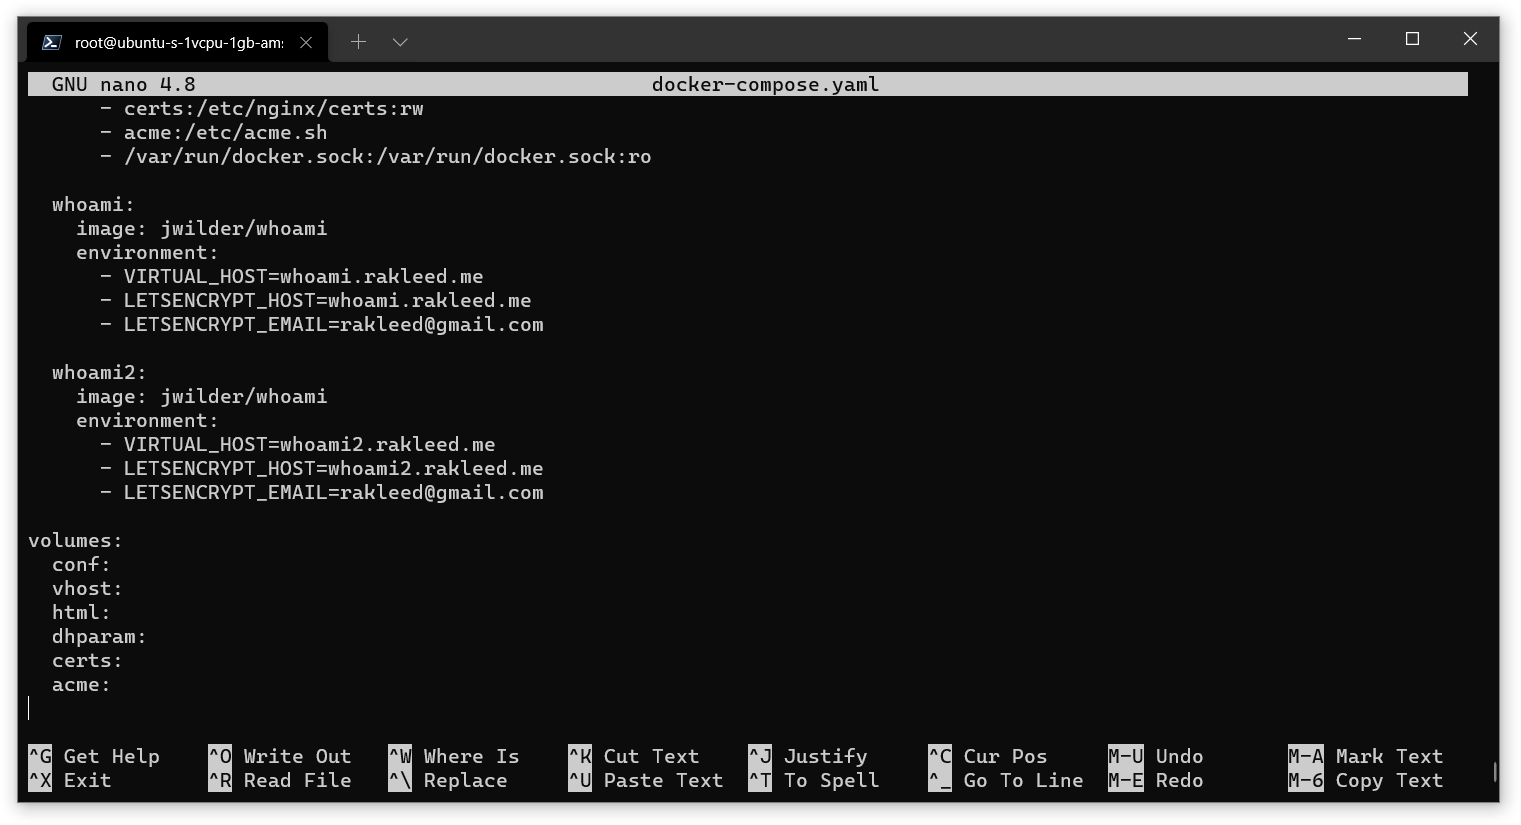 root@ubuntu-s-1vcpu-1gb-ams
GNU nano 4.8 docker-compose.yaml
- certs:/etc/nginx/certs:rw
- acme:/etc/acme.sh
- /var/run/docker.sock:/var/run/docker.sock:ro
whoami:
image: jwilder/whoami
environment:
- VIRTUAL_HOST=whoami.rakleed.me
- LETSENCRYPT_HOST=whoami.rakleed.me
- LETSENCRYPT_EMAIL=rakleed@gmail.com
whoami2:
image: jwilder/whoami
environment:
- VIRTUAL_HOST=whoami2.rakleed.me
- LETSENCRYPT_HOST=whoami2.rakleed.me
- LETSENCRYPT_EMAIL=rakleed@gmail.com
volumes:
conf:
vhost:
html:
dhparam:
certs:
acme:
^G Get Help ^O Write Out ^W Where Is ^K Cut Text ^J Justify ^C Cur Pos M-U Undo M-A Mark Text
^X Exit ^R Read File ^\ Replace ^U Paste Text ^T To Spell ^_ Go To Line M-E Redo M-6 Copy Text